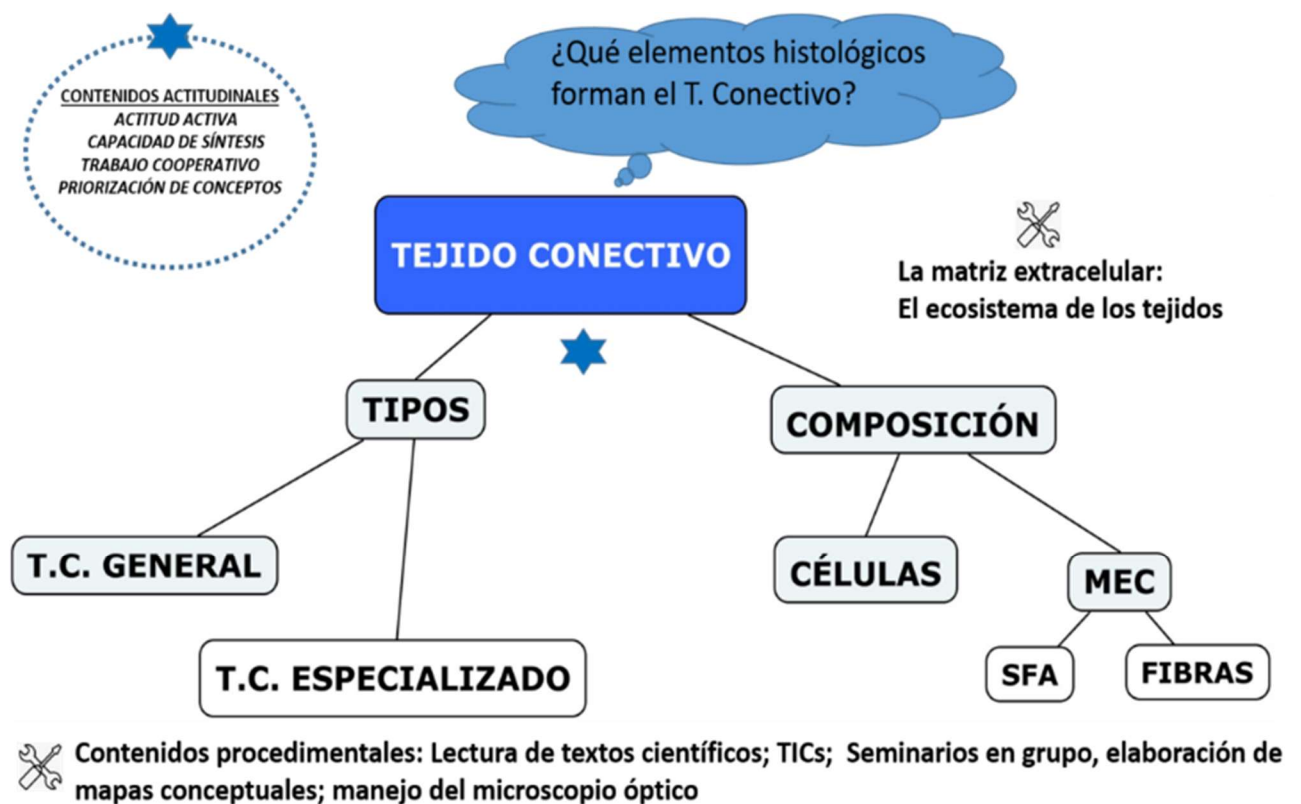 ¿Qué elementos histológicos
forman el T. Conectivo?
CONTENIDOS ACTITUDINALES
ACTITUD ACTIVA
CAPACIDAD DE SÍNTESIS
TRABAJO COOPERATIVO
PRIORIZACIÓN DE CONCEPTOS
TEJIDO CONECTIVO
La matriz extracelular:
El ecosistema de los tejidos
TIPOS
COMPOSICIÓN
T.C. GENERAL
CÉLULAS
MEC
T.C. ESPECIALIZADO
SFA
FIBRAS
Contenidos procedimentales: Lectura de textos científicos; TICs; Seminarios en grupo, elaboración de
mapas conceptuales; manejo del microscopio óptico